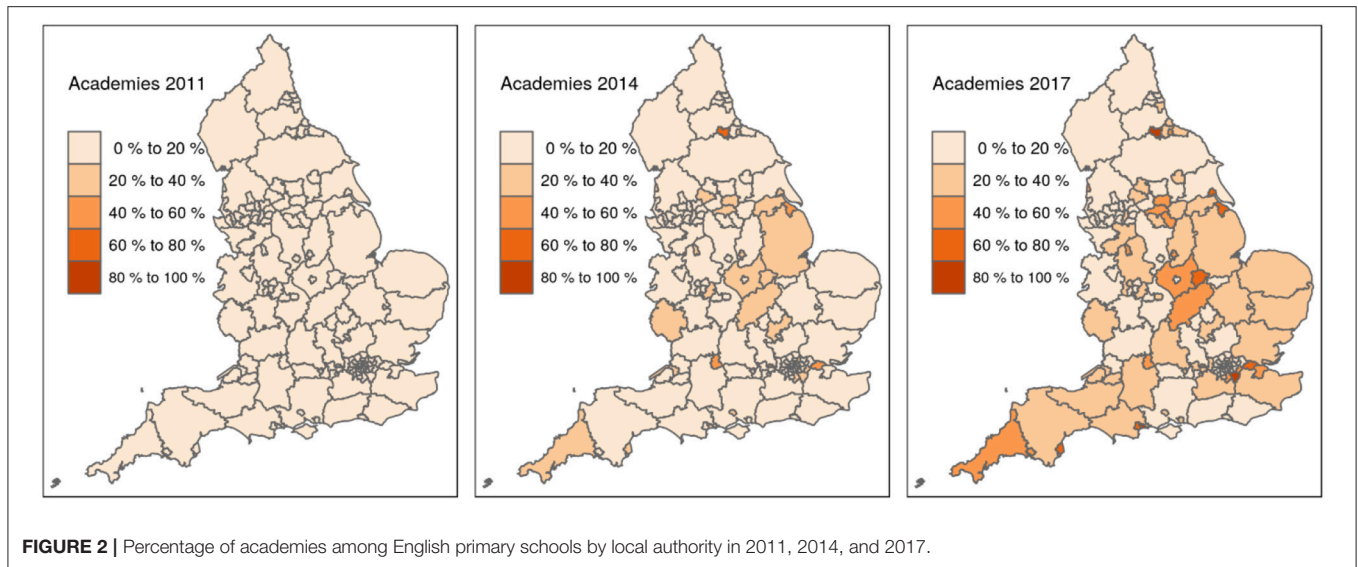 Academies 2011
0 % to 20 %
20 % to 40 %
40 % to 60 %
60 % to 80 %
80 % to 100 %
Academies 2014
0 % to 20 %
20 % to 40 %
40 % to 60 %
60 % to 80 %
80 % to 100 %
Academies 2017
0 % to 20 %
20 % to 40 %
40 % to 60 %
60 % to 80 %
80 % to 100 %
FIGURE 2 | Percentage of academies among English primary schools by local authority in 2011, 2014, and 2017.